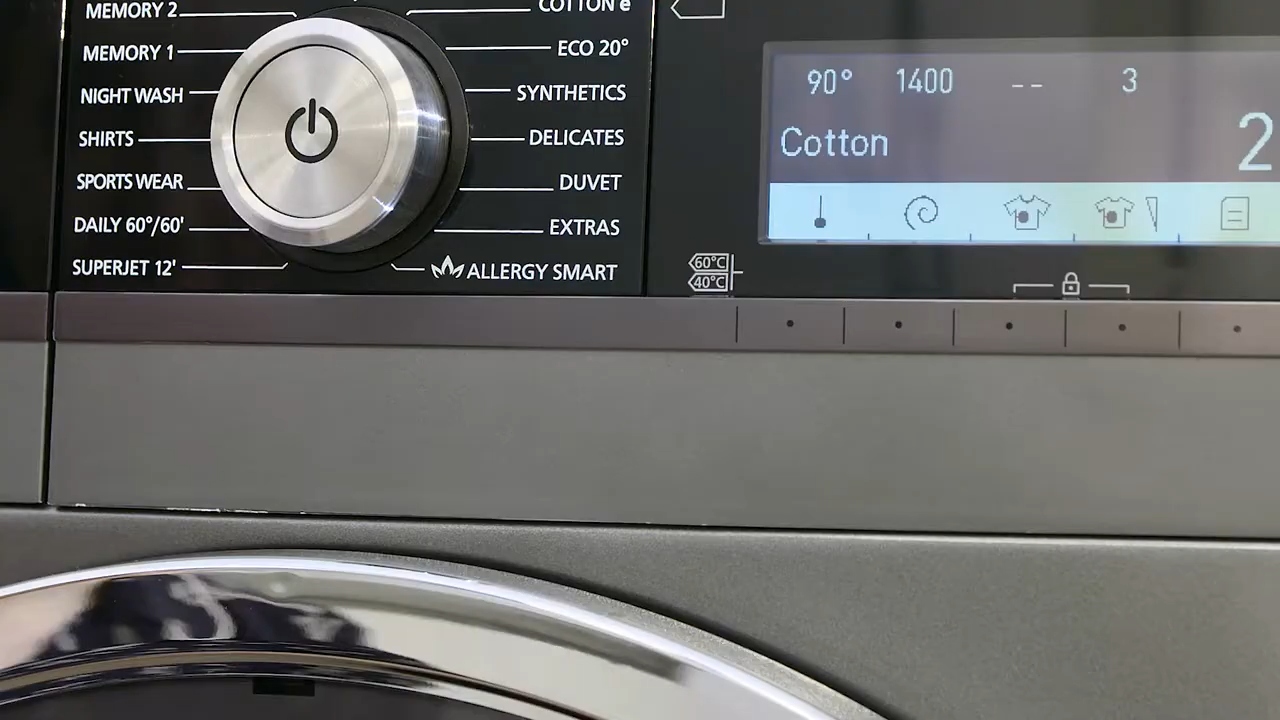 MEMORY 2
MEMORY 1
NIGHT WASH
SHIRTS
SPORTS WEAR
DAILY 60°/60'
SUPERJET 12'
COTTON e
ECO 20°
SYNTHETICS
DELICATES
DUVET
EXTRAS
ALLERGY SMART
90° 1400 -- 3
Cotton 2
60°C
40°C